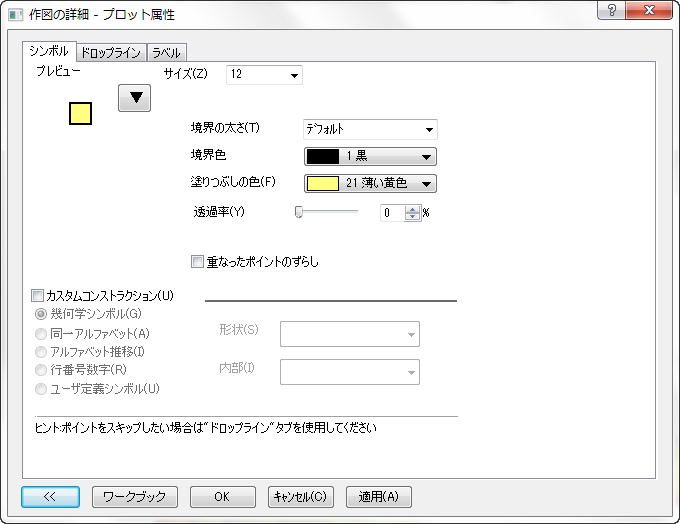 作図の詳細 - プロット属性
シンボル ドロップライン ラベル
プレビュー サイズ(Z) 12
境界の太さ(T) デフォルト
境界色 1 黒
塗りつぶしの色(F) 21 薄い黄色
透過率(Y) 0 %
重なったポイントのずらし
カスタムコンストラクション(U)
幾何学シンボル(G)
同一アルファベット(A) 形状(S)
アルファベット推移(I)
行番号数字(R) 内部(I)
ユーザ定義シンボル(U)
ヒント:ポイントをスキップしたい場合は"ドロップライン"タブを使用してください
<< ワークブック OK キャンセル(C) 適用(A)